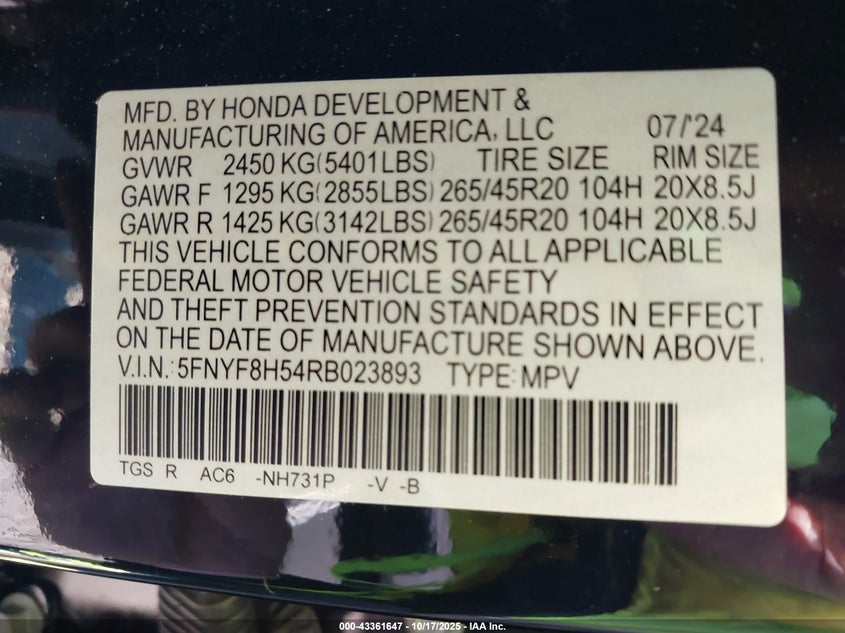 MFD. BY HONDA DEVELOPMENT &
MANUFACTURING OF AMERICA, LLC 07/'24
GVWR 2450 KG(5401LBS) TIRE SIZE RIM SIZE
GAWR F 1295 KG(2855LBS) 265/45R20 104H 20X8.5J
GAWR R 1425 KG(3142LBS) 265/45R20 104H 20X8.5J
THIS VEHICLE CONFORMS TO ALL APPLICABLE
FEDERAL MOTOR VEHICLE SAFETY
AND THEFT PREVENTION STANDARDS IN EFFECT
ON THE DATE OF MANUFACTURE SHOWN ABOVE.
V.I.N.: 5FNYF8H54RB023893 TYPE: MPV
TGS R AC6 -NH731P -V -B
000-43361647 - 10/17/2025 - IAA Inc.